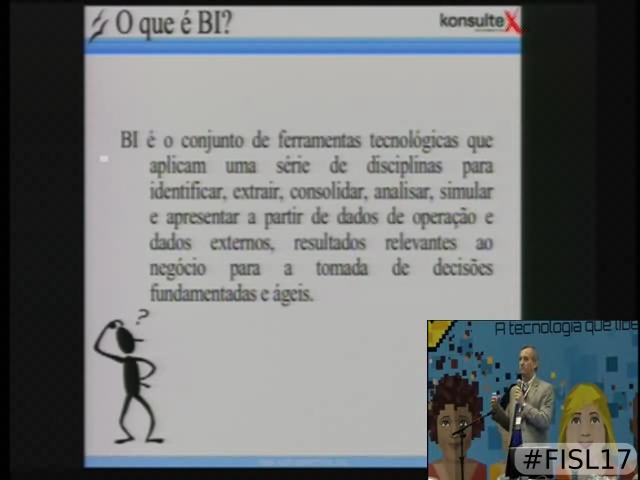 O que é BI?
konsulteX
BI é o conjunto de ferramentas tecnológicas que
aplicam uma série de disciplinas para
identificar, extrair, consolidar, analisar, simular
e apresentar a partir de dados de operação e
dados externos, resultados relevantes ao
negócio para a tomada de decisões
fundamentadas e ágeis.
?
A tecnologia que
#FISL17